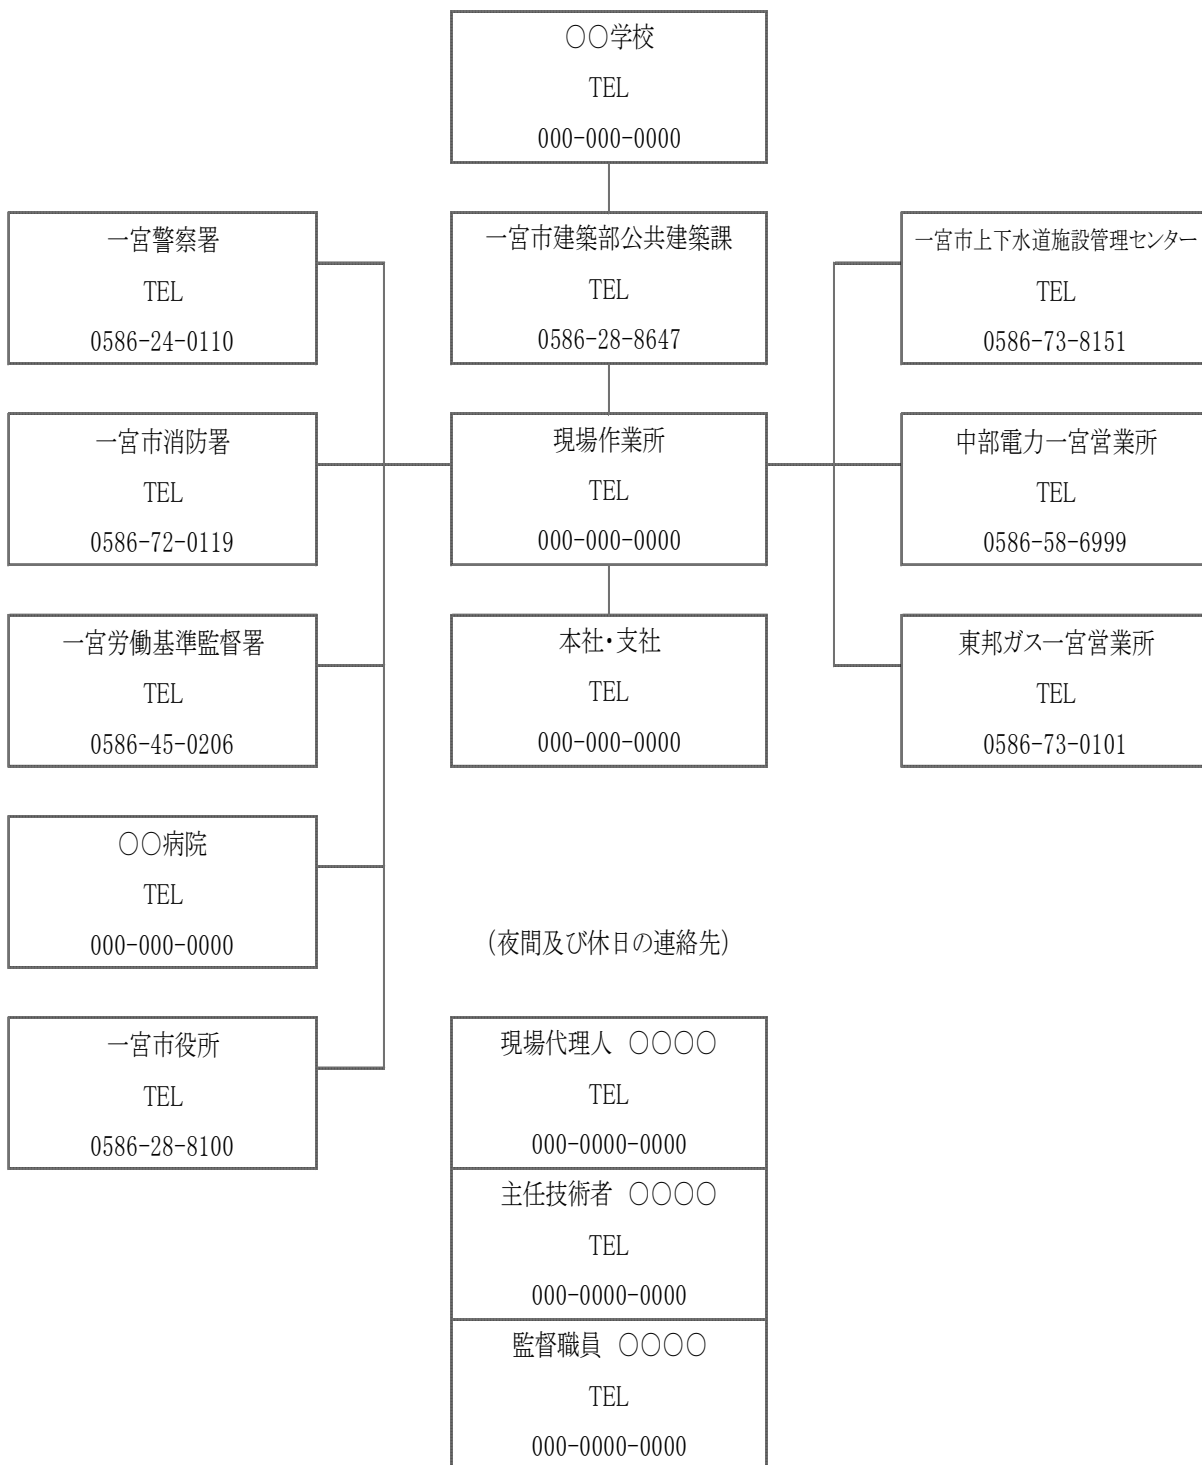 〇〇学校
TEL
000-000-0000
一宮警察署
TEL
0586-24-0110
一宮市建築部公共建築課
TEL
0586-28-8647
一宮市上下水道施設管理センター
TEL
0586-73-8151
一宮市消防署
TEL
0586-72-0119
現場作業所
TEL
000-000-0000
中部電力一宮営業所
TEL
0586-58-6999
一宮労働基準監督署
TEL
0586-45-0206
本社・支社
TEL
000-000-0000
東邦ガス一宮営業所
TEL
0586-73-0101
〇〇病院
TEL
000-000-0000
(夜間及び休日の連絡先)
一宮市役所
TEL
0586-28-8100
現場代理人 〇〇〇〇
TEL
000-0000-0000
主任技術者 〇〇〇〇
TEL
000-0000-0000
監督職員 〇〇〇〇
TEL
000-0000-0000